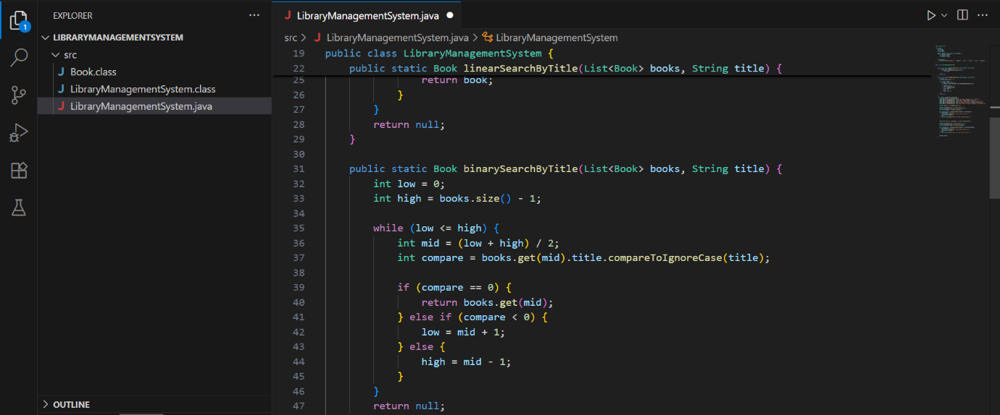 EXPLORER
LIBRARYMANAGEMENTSYSTEM
src
J Book.class
J LibraryManagementSystem.class
J LibraryManagementSystem.java
OUTLINE
1
J LibraryManagementSystem.java
src > J LibraryManagementSystem.java > LibraryManagementSystem
19 public class LibraryManagementSystem {
22 public static Book linearSearchByTitle(List<Book> books, String title) {
25 return book;
26 }
27 }
28 return null;
29 }
30
31 public static Book binarySearchByTitle(List<Book> books, String title) {
32 int low = 0;
33 int high = books.size() - 1;
34
35 while (low <= high) {
36 int mid = (low + high) / 2;
37 int compare = books.get(mid).title.compareToIgnoreCase(title);
38
39 if (compare == 0) {
40 return books.get(mid);
41 } else if (compare < 0) {
42 low = mid + 1;
43 } else {
44 high = mid - 1;
45 }
46 }
47 return null;